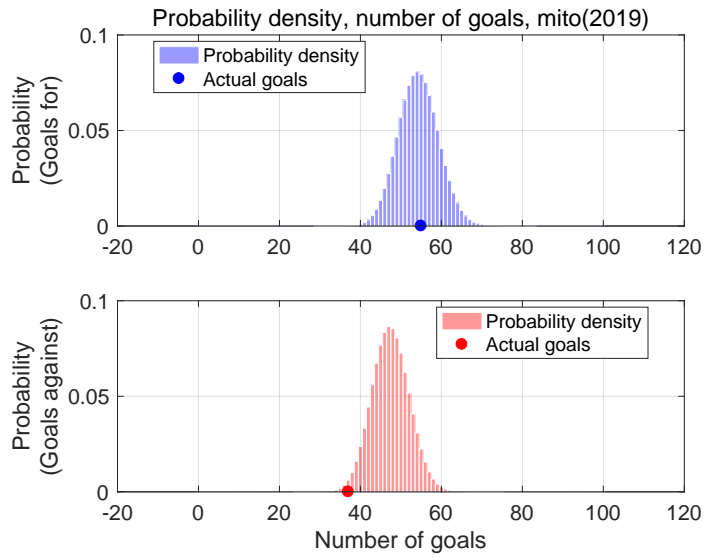 Probability density, number of goals, mito(2019)
Probability
(Goals for)
0.1
0.05
0
Probability density
Actual goals
-20 0 20 40 60 80 100 120
Probability
(Goals against)
0.1
0.05
0
Probability density
Actual goals
-20 0 20 40 60 80 100 120
Number of goals